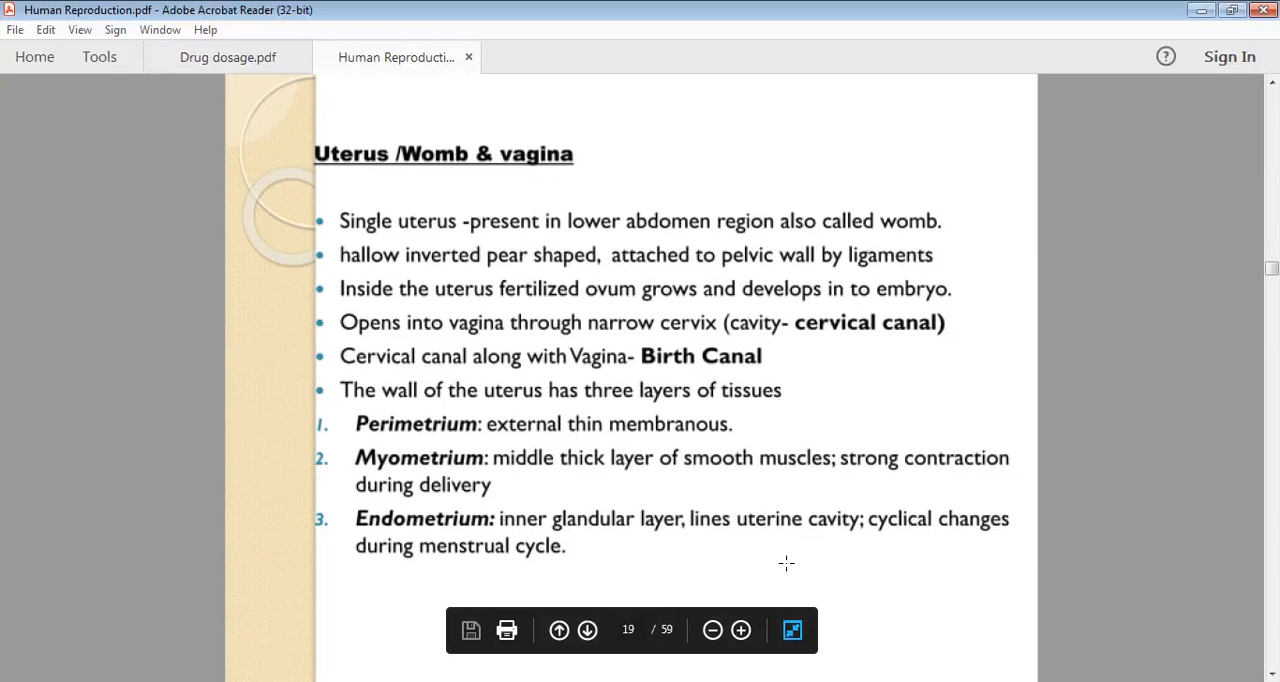 Human Reproduction.pdf - Adobe Acrobat Reader (32-bit)
File Edit View Sign Window Help
Home Tools Drug dosage.pdf Human Reproducti... × ? Sign In
Uterus /Womb & vagina
• Single uterus -present in lower abdomen region also called womb.
• hallow inverted pear shaped, attached to pelvic wall by ligaments
• Inside the uterus fertilized ovum grows and develops in to embryo.
• Opens into vagina through narrow cervix (cavity- cervical canal)
• Cervical canal along with Vagina- Birth Canal
• The wall of the uterus has three layers of tissues
1. Perimetrium: external thin membranous.
2. Myometrium: middle thick layer of smooth muscles; strong contraction
during delivery
3. Endometrium: inner glandular layer, lines uterine cavity; cyclical changes
during menstrual cycle.
19 / 59